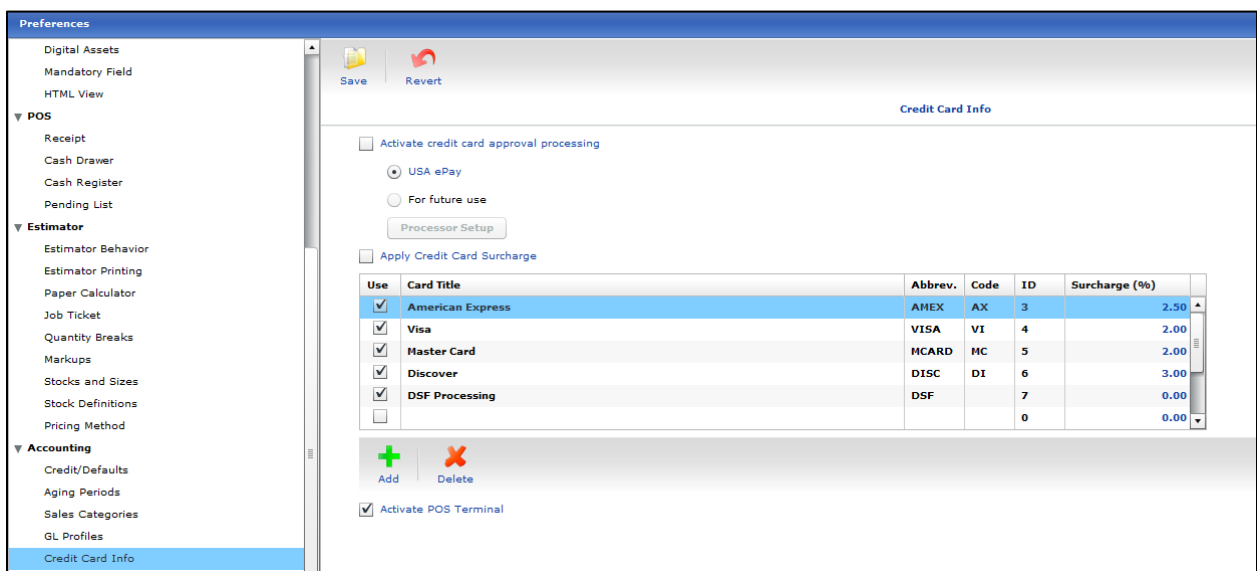 Preferences
Digital Assets
Mandatory Field
HTML View
POS
Receipt
Cash Drawer
Cash Register
Pending List
Estimator
Estimator Behavior
Estimator Printing
Paper Calculator
Job Ticket
Quantity Breaks
Markups
Stocks and Sizes
Stock Definitions
Pricing Method
Accounting
Credit/Defaults
Aging Periods
Sales Categories
GL Profiles
Credit Card Info
Save Revert
Credit Card Info
Activate credit card approval processing
USA ePay
For future use
Processor Setup
Apply Credit Card Surcharge
Use Card Title Abbrev. Code ID Surcharge (%)
American Express AMEX AX 3 2.50
Visa VISA VI 4 2.00
Master Card MCARD MC 5 2.00
Discover DISC DI 6 3.00
DSF Processing DSF 7 0.00
0 0.00
Add Delete
Activate POS Terminal